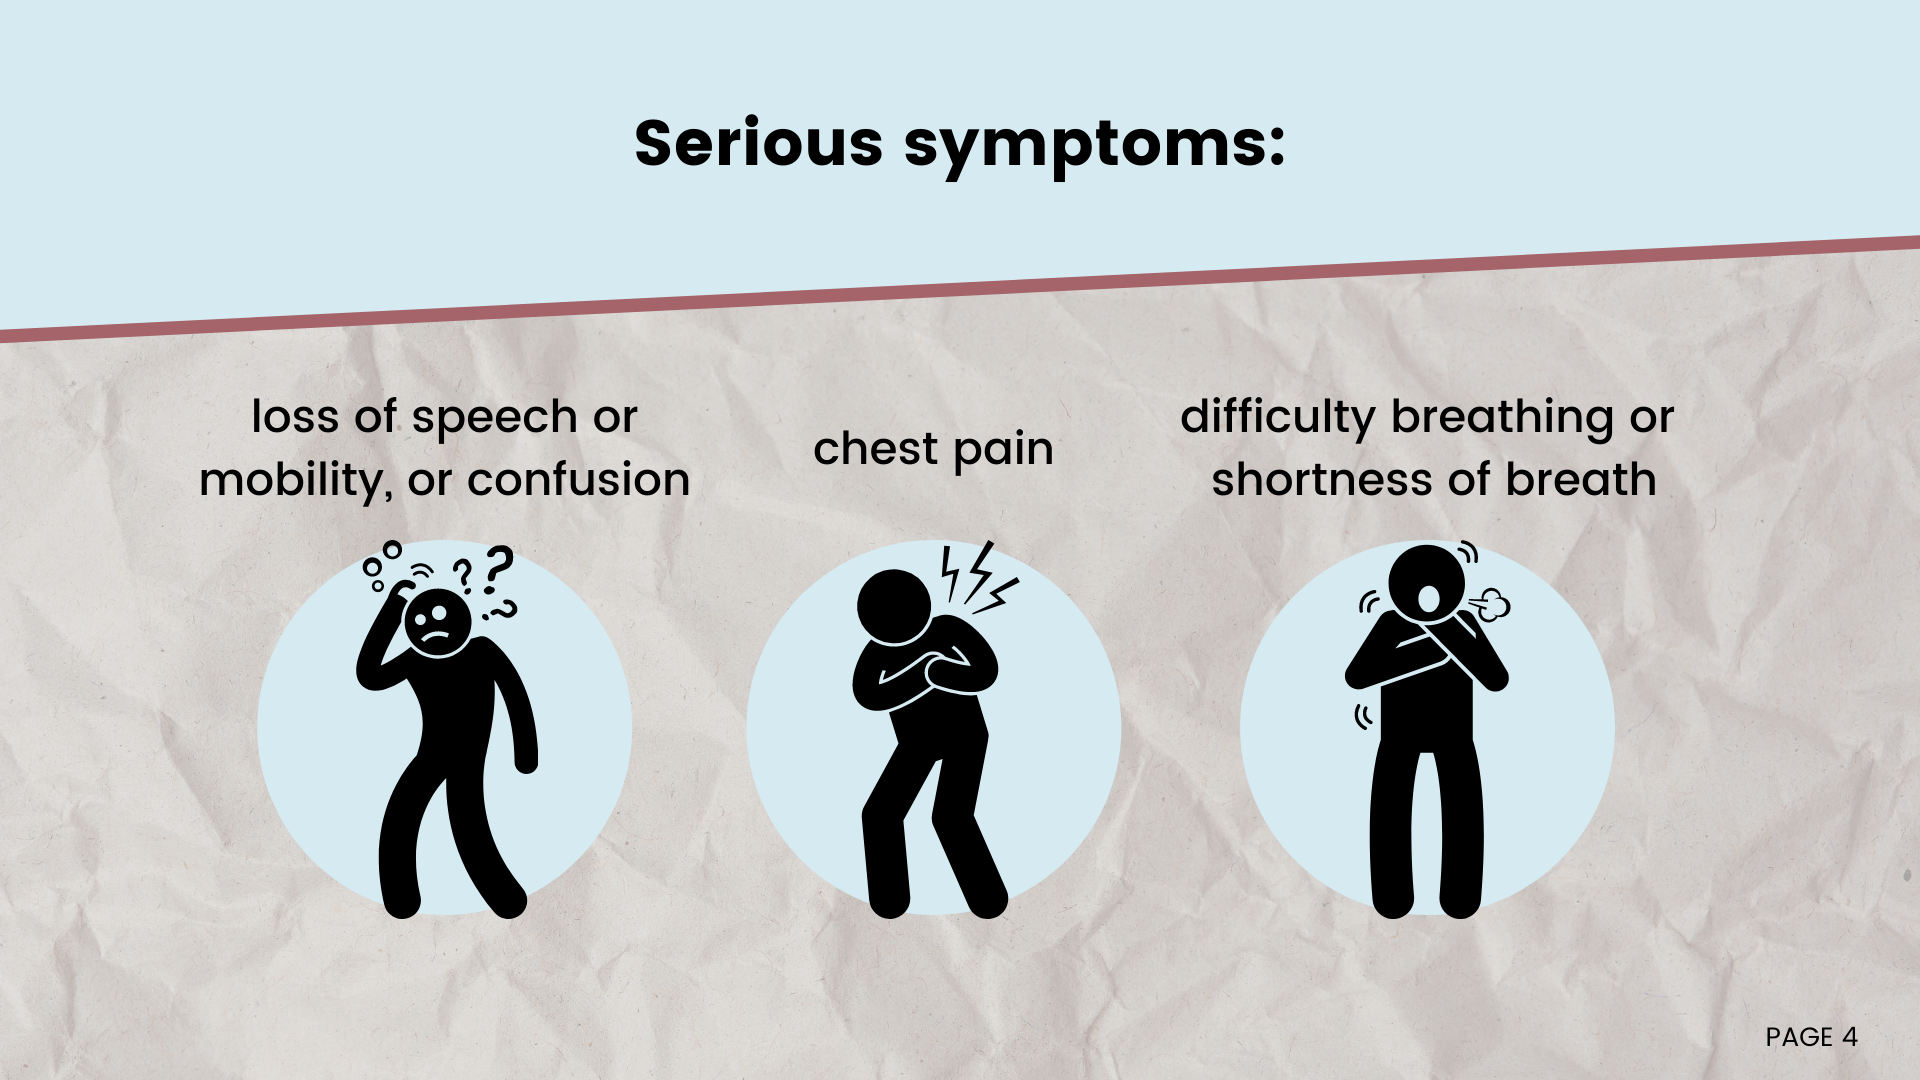 Serious symptoms:
loss of speech or
mobility, or confusion
chest pain
difficulty breathing or
shortness of breath
? ? ?
PAGE 4